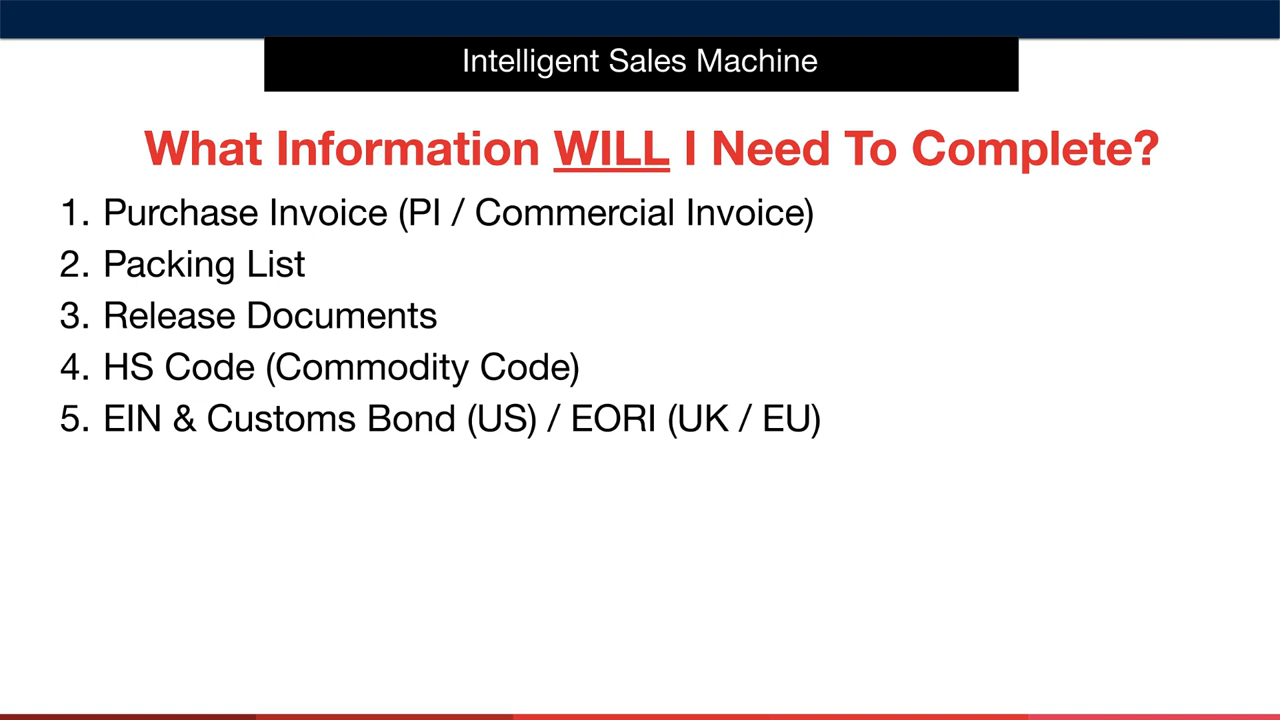 Intelligent Sales Machine
What Information WILL I Need To Complete?
1. Purchase Invoice (PI / Commercial Invoice)
2. Packing List
3. Release Documents
4. HS Code (Commodity Code)
5. EIN & Customs Bond (US) / EORI (UK / EU)